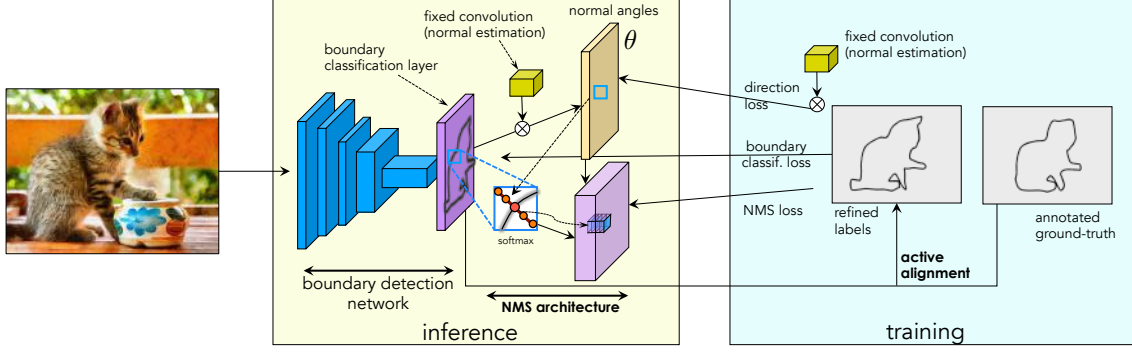 normal angles
fixed convolution
(normal estimation)
θ
boundary
classification layer
fixed convolution
(normal estimation)
direction
loss
boundary
classif. loss
NMS loss
refined
labels
annotated
ground-truth
softmax
active
alignment
boundary detection
network
NMS architecture
inference
training